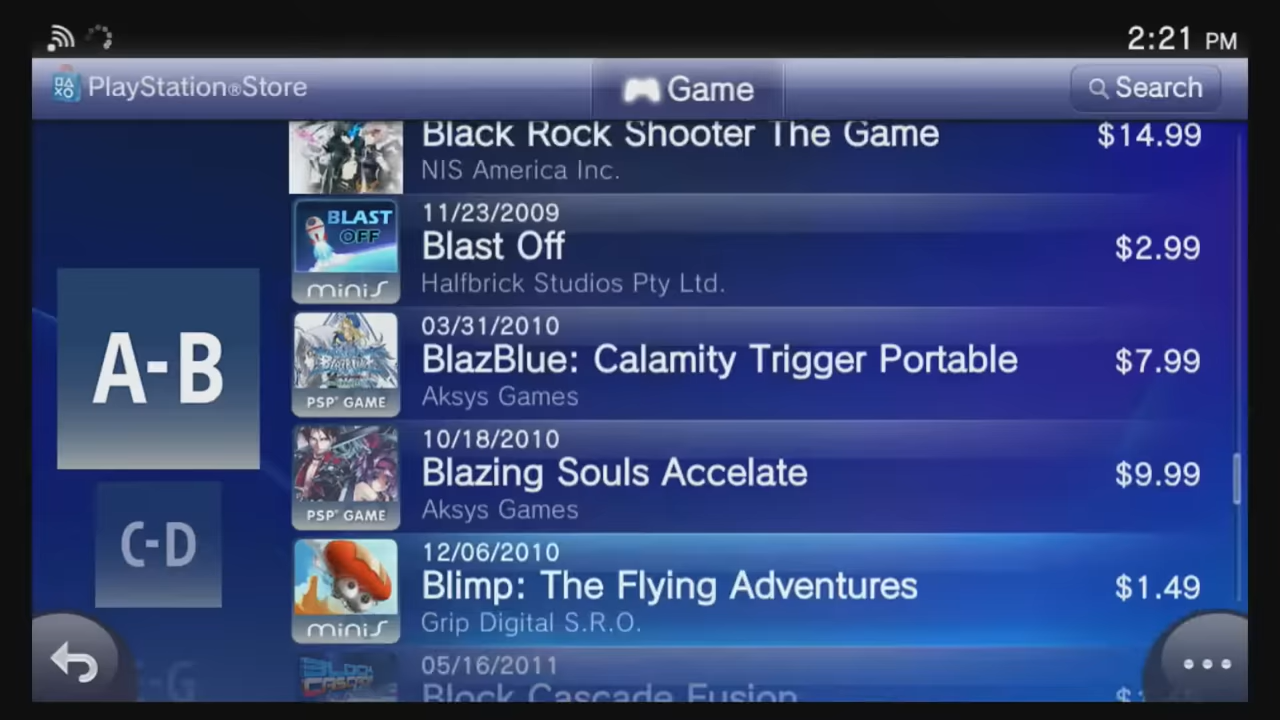 2:21 PM
PlayStation®Store
Game
Search
Black Rock Shooter The Game
$14.99
NIS America Inc.
BLAST
OFF
minis
11/23/2009
Blast Off
$2.99
Halfbrick Studios Pty Ltd.
A-B
PSP® GAME
03/31/2010
BlazBlue: Calamity Trigger Portable
$7.99
Aksys Games
PSP® GAME
10/18/2010
Blazing Souls Accelate
$9.99
Aksys Games
C-D
minis
12/06/2010
Blimp: The Flying Adventures
$1.49
Grip Digital S.R.O.
BLOCK
CASCADE
05/16/2011
Block Cascade Fusion
-G